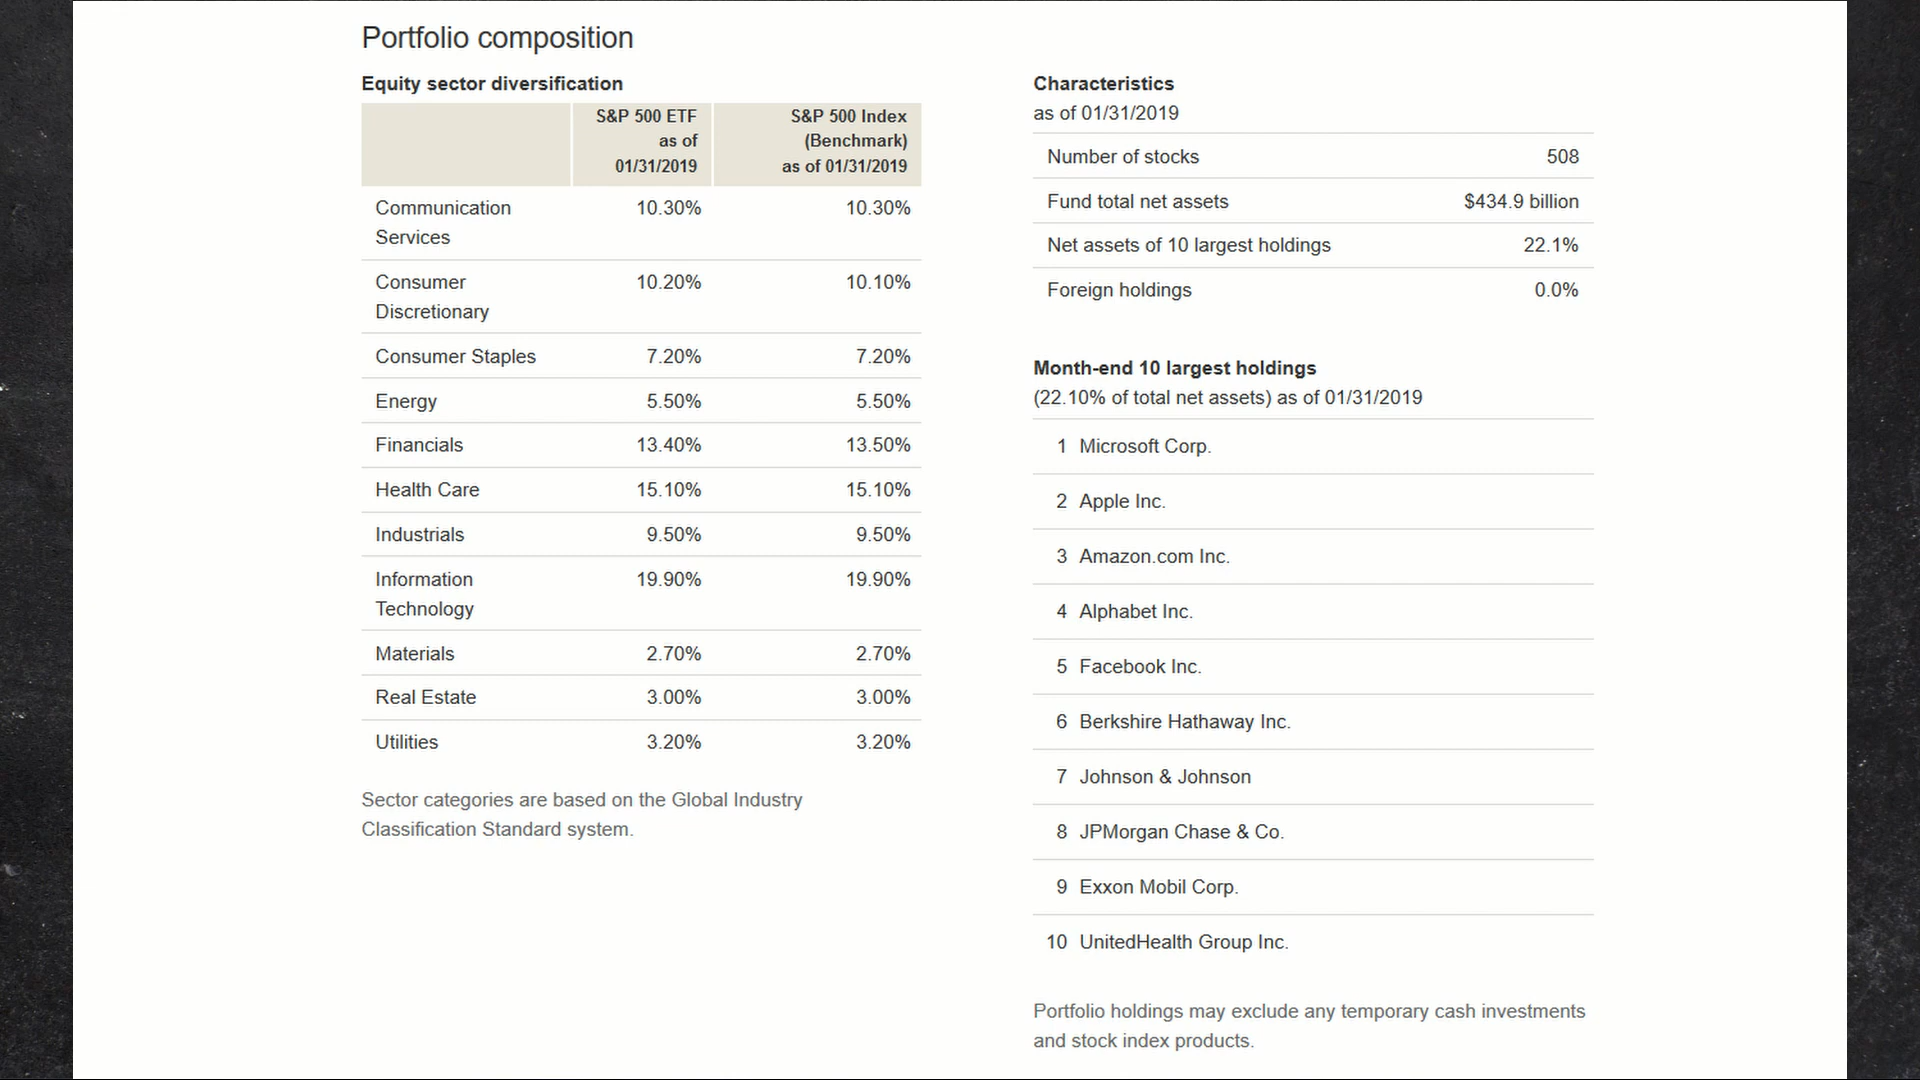 Portfolio composition
Equity sector diversification
S&P 500 ETF
as of
01/31/2019
S&P 500 Index
(Benchmark)
as of 01/31/2019
Communication
Services
10.30%
10.30%
Consumer
Discretionary
10.20%
10.10%
Consumer Staples 7.20% 7.20%
Energy 5.50% 5.50%
Financials 13.40% 13.50%
Health Care 15.10% 15.10%
Industrials 9.50% 9.50%
Information
Technology
19.90%
19.90%
Materials 2.70% 2.70%
Real Estate 3.00% 3.00%
Utilities 3.20% 3.20%
Sector categories are based on the Global Industry
Classification Standard system.
Characteristics
as of 01/31/2019
Number of stocks 508
Fund total net assets $434.9 billion
Net assets of 10 largest holdings 22.1%
Foreign holdings 0.0%
Month-end 10 largest holdings
(22.10% of total net assets) as of 01/31/2019
1 Microsoft Corp.
2 Apple Inc.
3 Amazon.com Inc.
4 Alphabet Inc.
5 Facebook Inc.
6 Berkshire Hathaway Inc.
7 Johnson & Johnson
8 JPMorgan Chase & Co.
9 Exxon Mobil Corp.
10 UnitedHealth Group Inc.
Portfolio holdings may exclude any temporary cash investments
and stock index products.